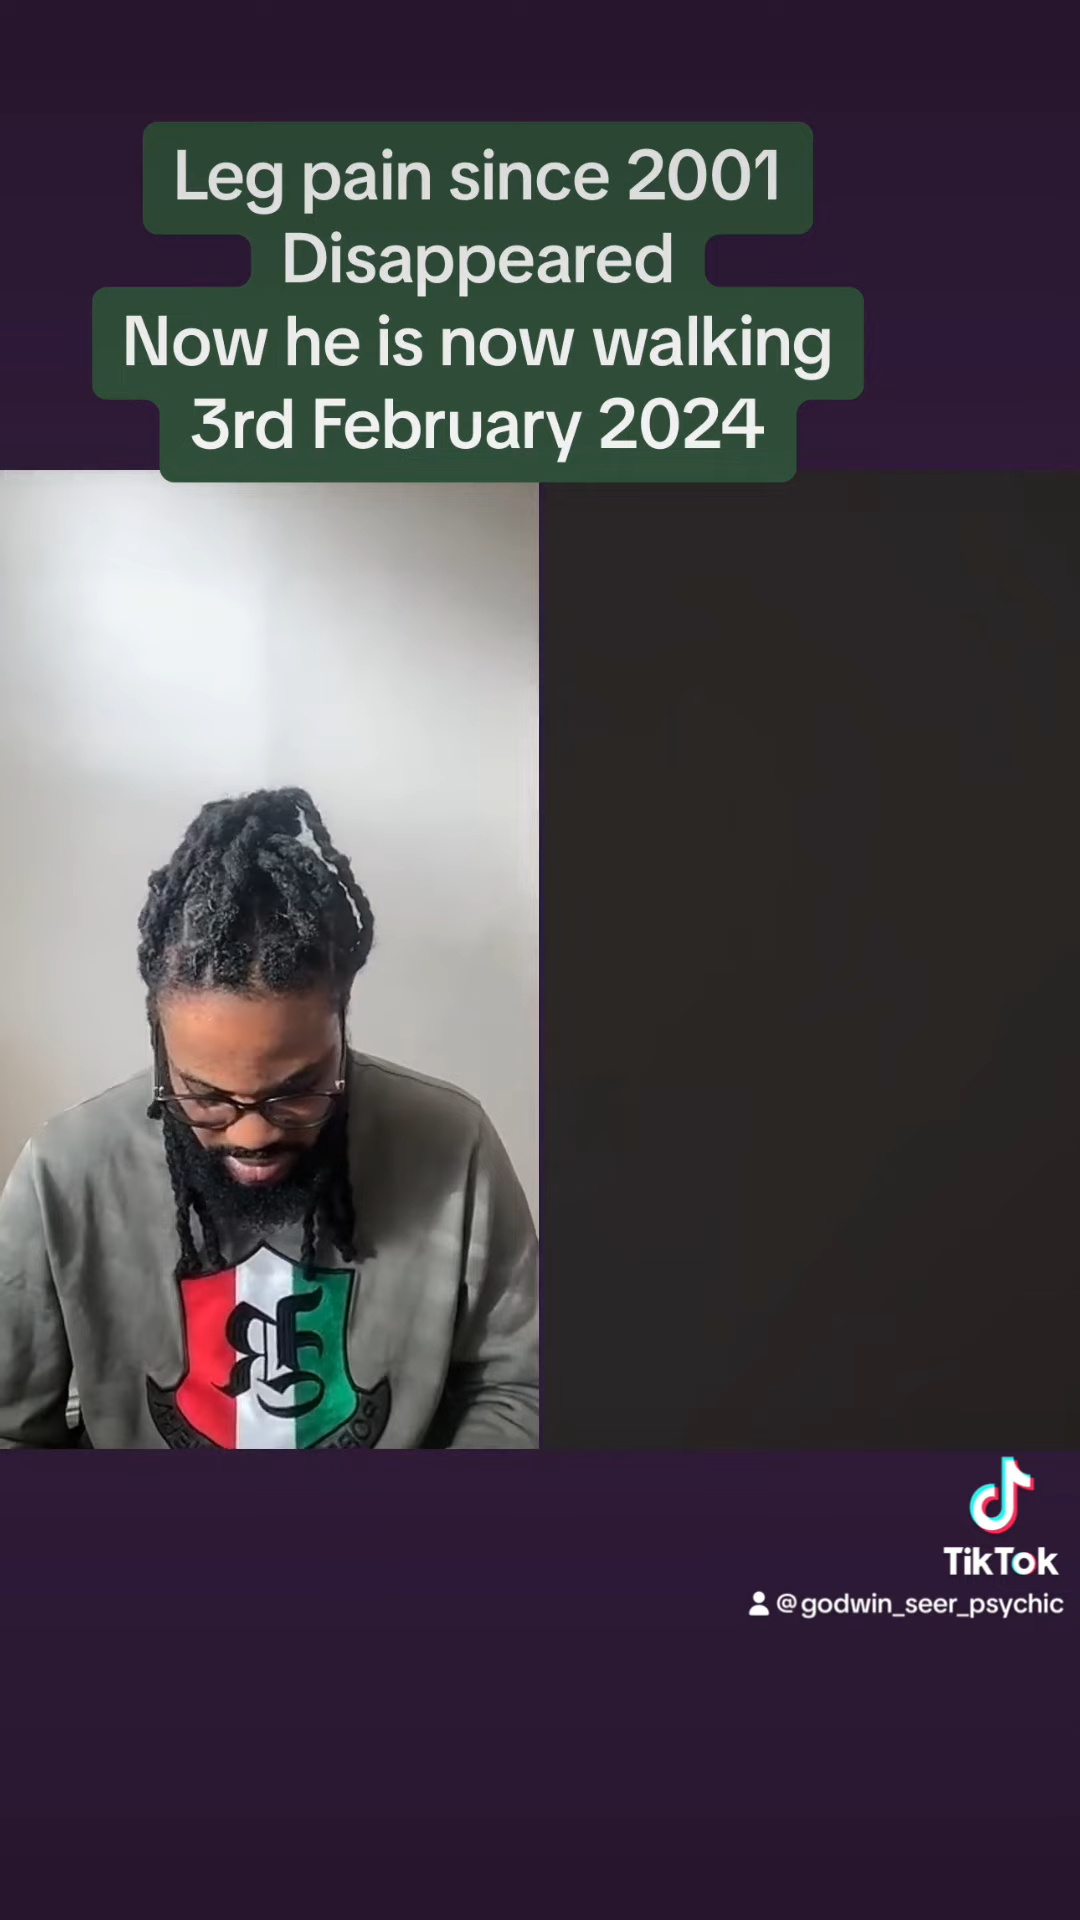 Leg pain since 2001
Disappeared
Now he is now walking
3rd February 2024
TikTok
@godwin_seer_psychic